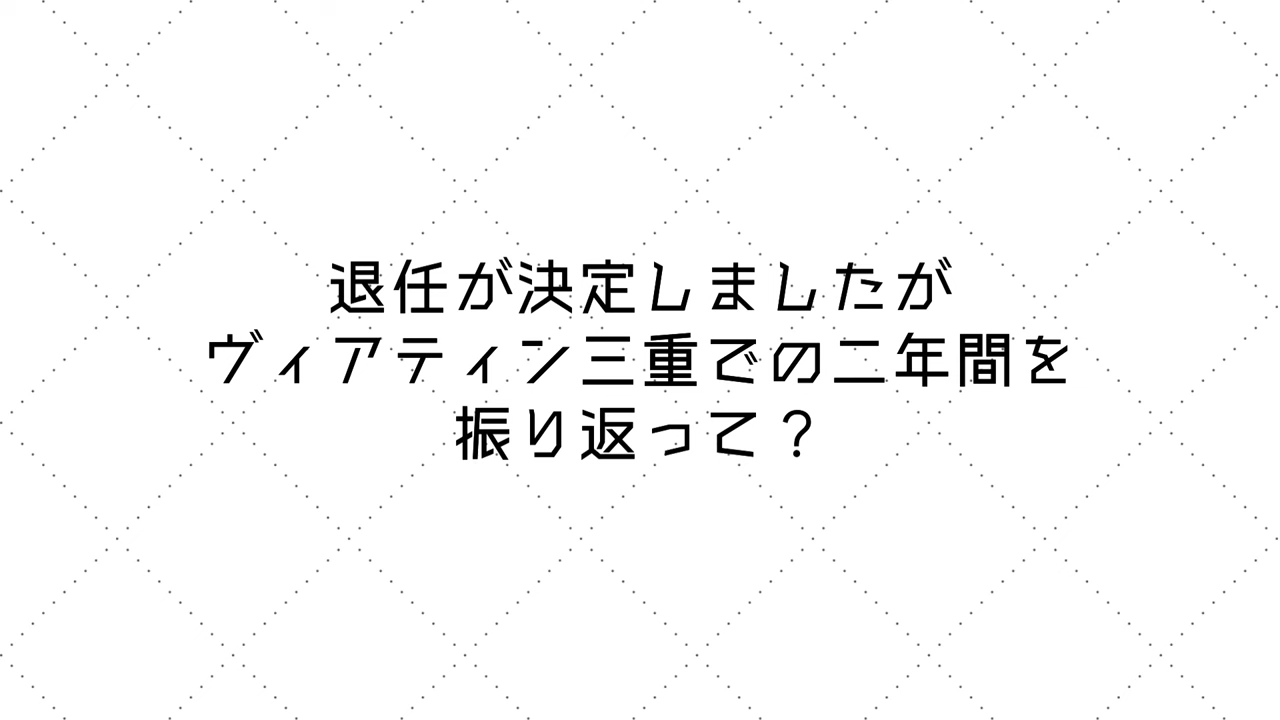 退任が決定しましたが
ヴィアティン三重での二年間を
振り返って？